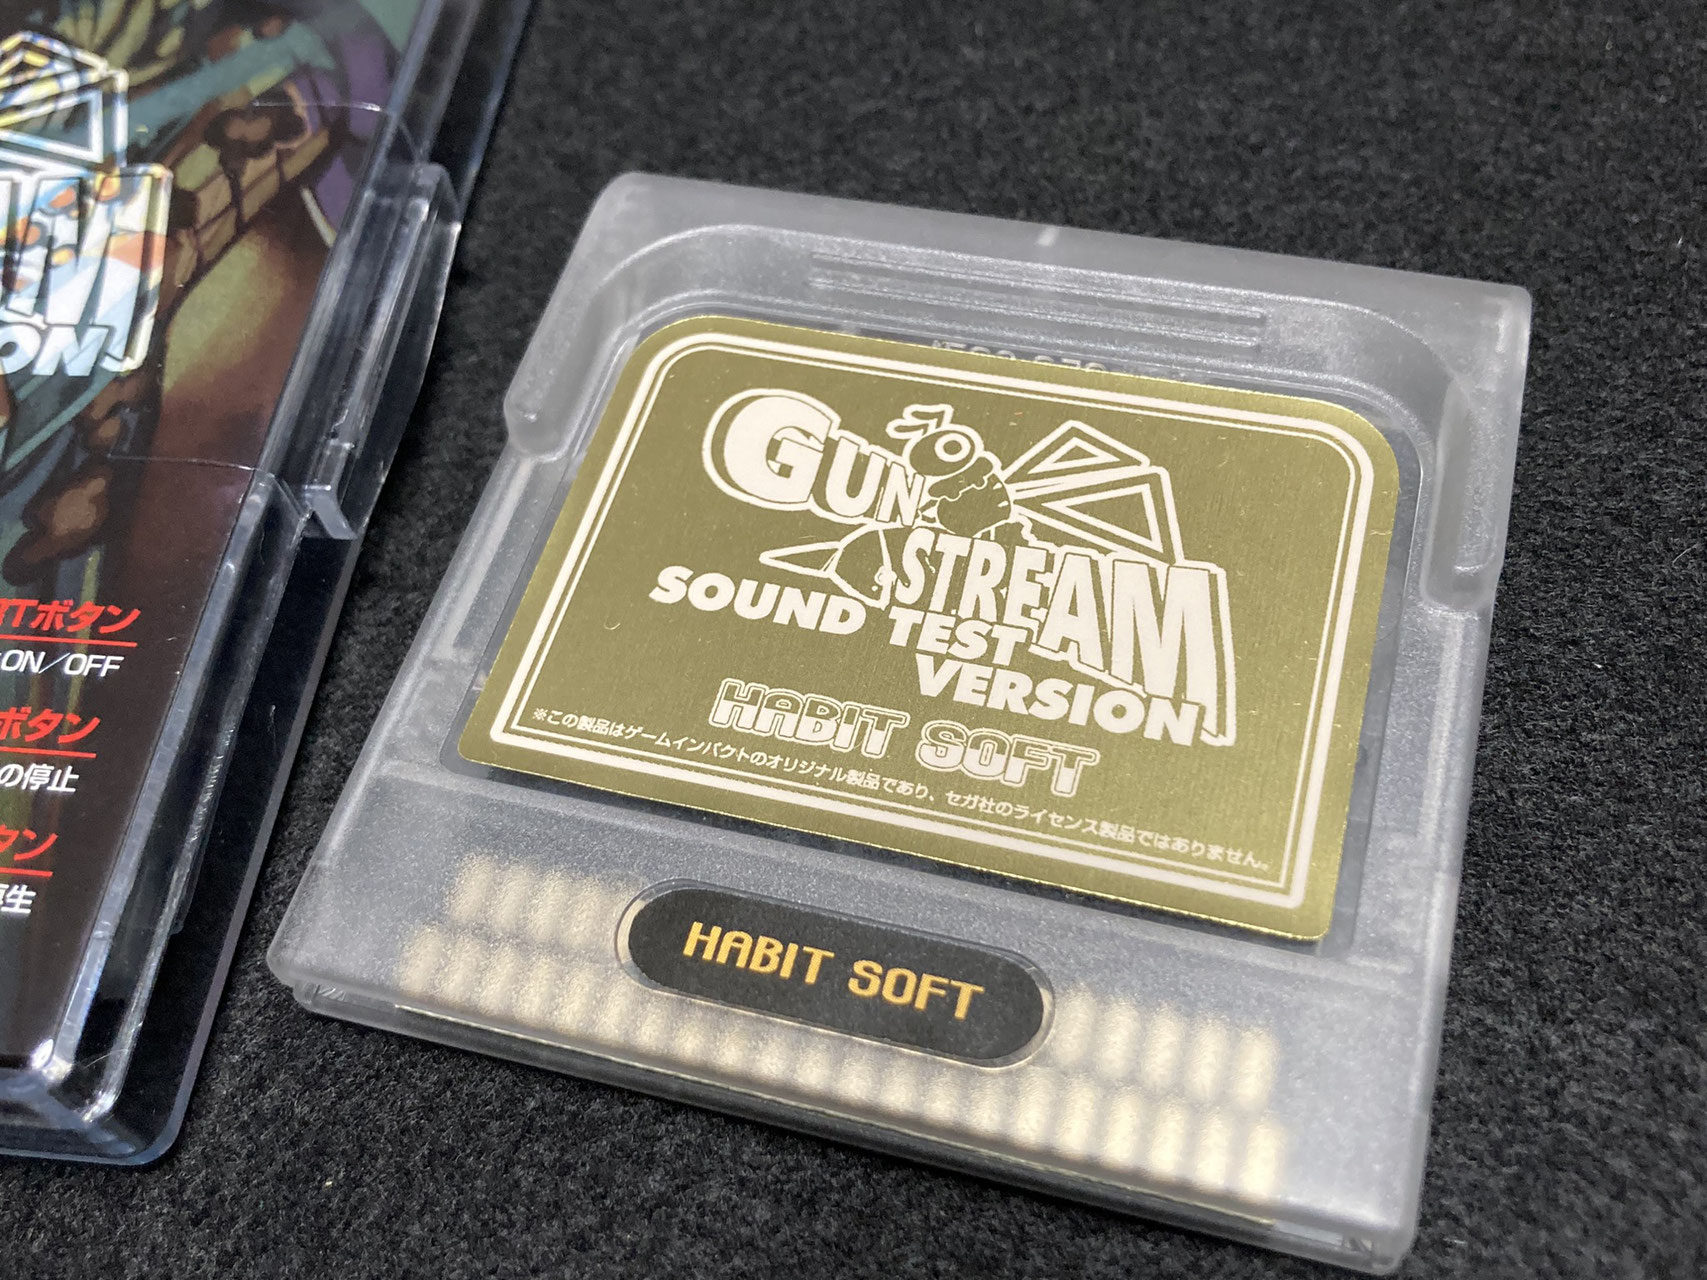 ON
ボタン
ON/OFF
ボタン
の停止
タン
生
GUN
STREAM
SOUND TEST
VERSION
HABIT SOFT
※この製品はゲームインパクトのオリジナル製品であり、セガ社のライセンス製品ではありません。
HABIT SOFT